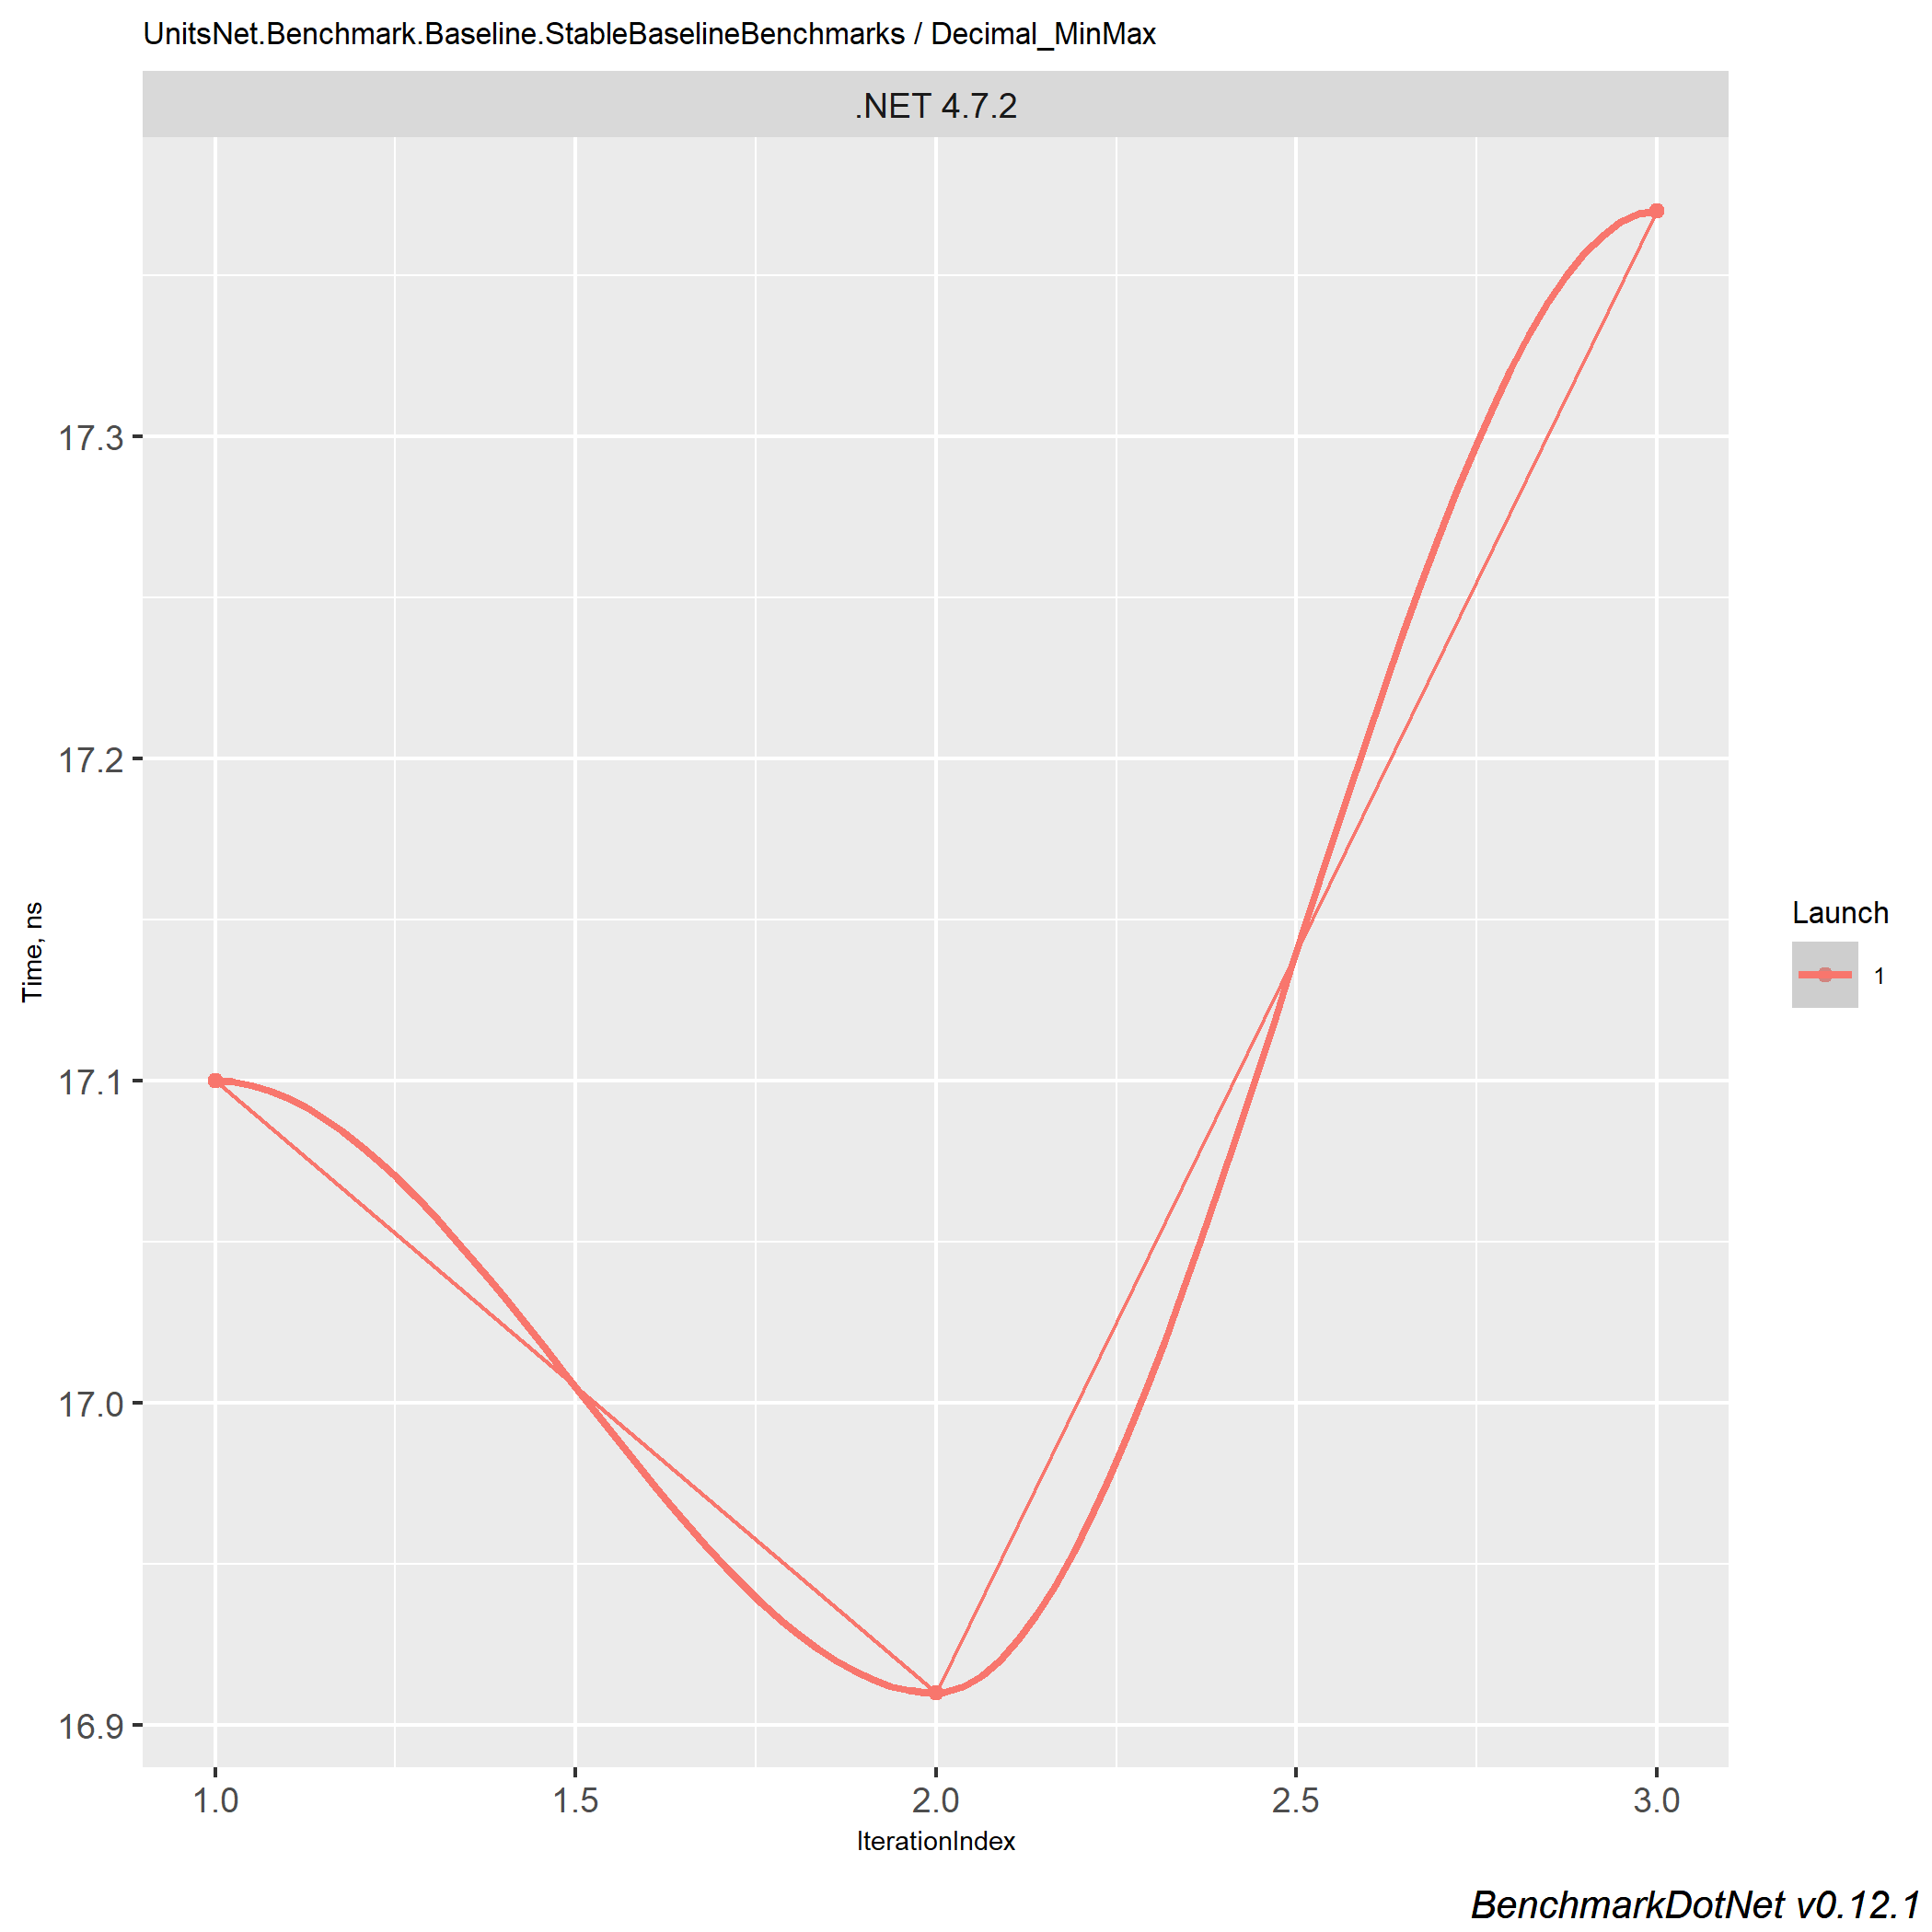 UnitsNet.Benchmark.Baseline.StableBaselineBenchmarks / Decimal_MinMax
.NET 4.7.2
17.3
17.2
17.1
17.0
16.9
Time, ns
1.0 1.5 2.0 2.5 3.0
IterationIndex
Launch
1
BenchmarkDotNet v0.12.1